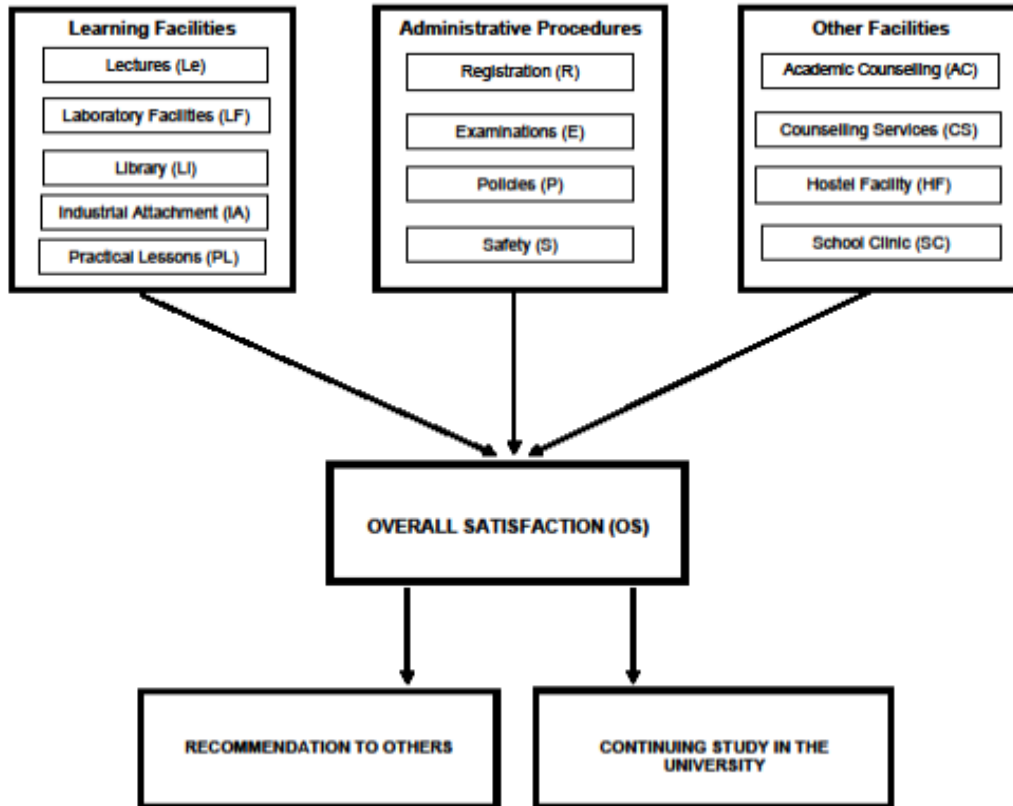 Learning Facilities
Lectures (Le)
Laboratory Facilities (LF)
Library (LI)
Industrial Attachment (IA)
Practical Lessons (PL)
Administrative Procedures
Registration (R)
Examinations (E)
Policies (P)
Safety (S)
Other Facilities
Academic Counselling (AC)
Counselling Services (CS)
Hostel Facility (HF)
School Clinic (SC)
OVERALL SATISFACTION (OS)
RECOMMENDATION TO OTHERS
CONTINUING STUDY IN THE
UNIVERSITY